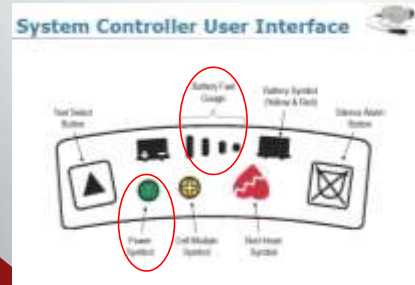 System Controller User Interface
Battery Fuel
Gauge
Battery Symbol
(Yellow & Red)
Test Select
Button
Silence Alarm
Button
Power
Symbol
Cell Module
Symbol
Red Heart
Symbol